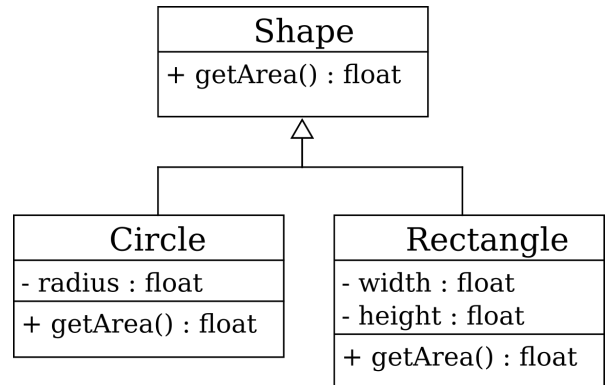 Shape
+ getArea() : float
Circle
- radius : float
+ getArea() : float
Rectangle
- width : float
- height : float
+ getArea() : float